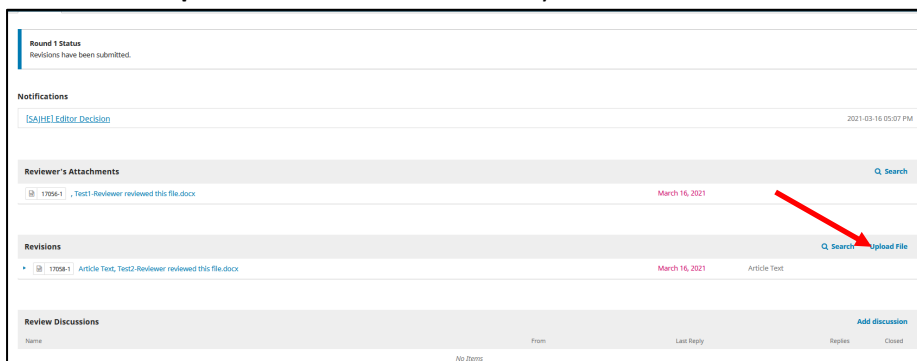 Round 1 Status
Revisions have been submitted.
Notifications
[SAJHE] Editor Decision 2021-03-16 05:07 PM
Reviewer's Attachments Search
17056-1 , Test1-Reviewer reviewed this file.docx March 16, 2021
Revisions Search Upload File
17058-1 Article Text, Test2-Reviewer reviewed this file.docx March 16, 2021 Article Text
Review Discussions Add discussion
Name From Last Reply Replies Closed
No Items